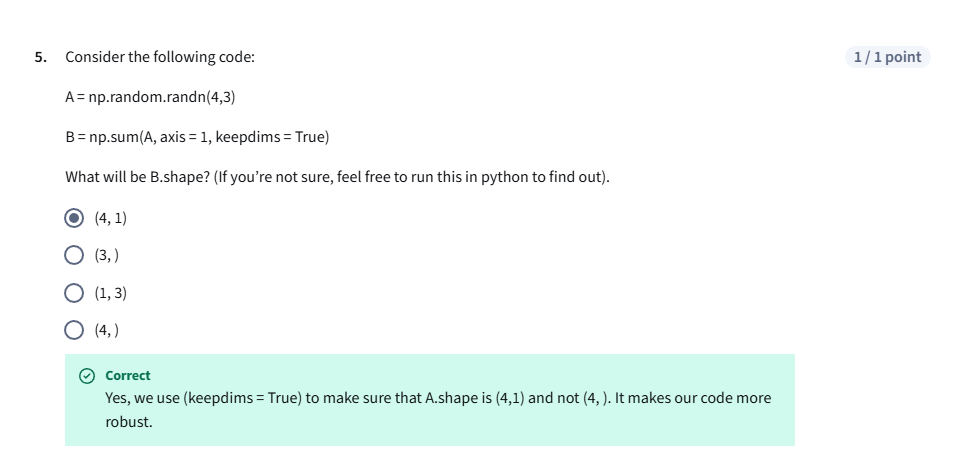 5. Consider the following code:
1 / 1 point
A = np.random.randn(4,3)
B = np.sum(A, axis = 1, keepdims = True)
What will be B.shape? (If you’re not sure, feel free to run this in python to find out).
(4, 1)
(3, )
(1, 3)
(4, )
Correct
Yes, we use (keepdims = True) to make sure that A.shape is (4,1) and not (4, ). It makes our code more
robust.